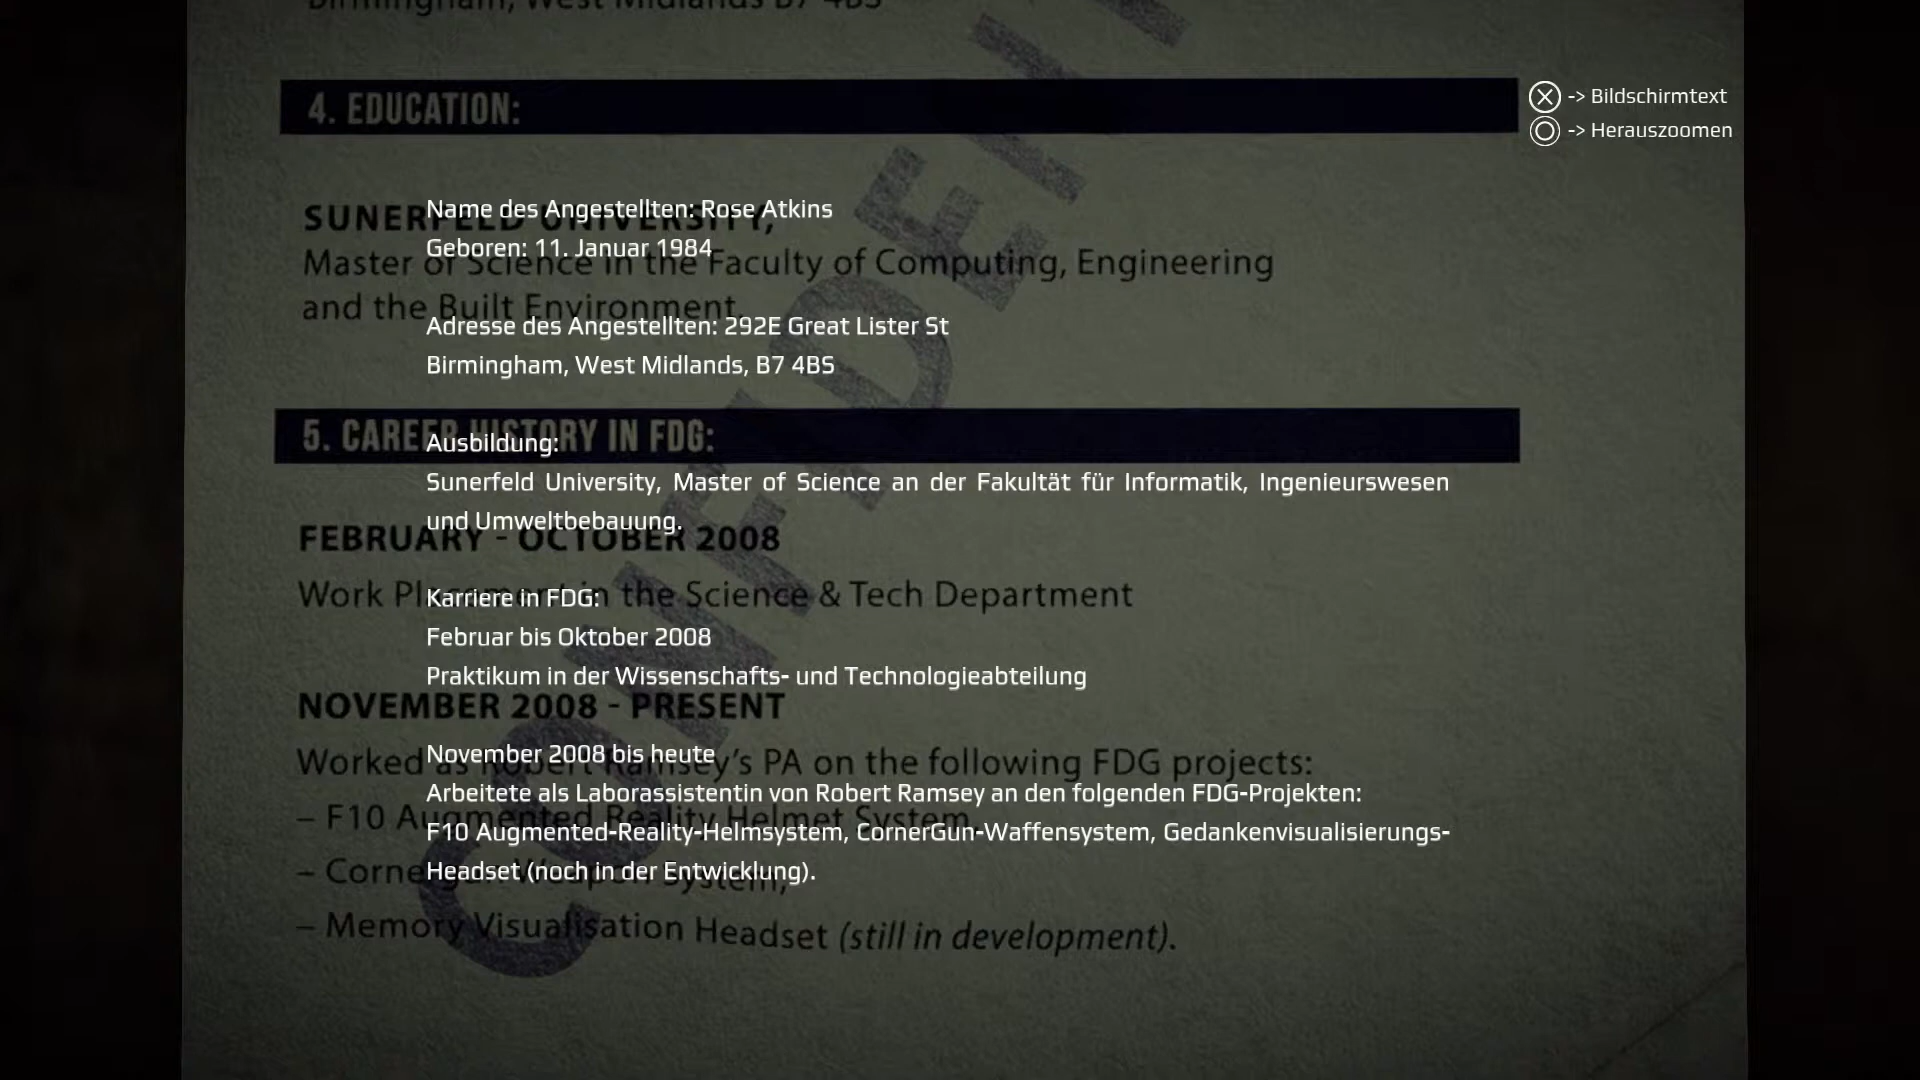 Birmingham, West Midlands B7 4BS
4. EDUCATION:
-> Bildschirmtext
-> Herauszoomen
SUNERFELD UNIVERSITY,
Master of Science in the Faculty of Computing, Engineering
and the Built Environment.
5. CAREER HISTORY IN FDG:
FEBRUARY - OCTOBER 2008
Work Placement in the Science & Tech Department
NOVEMBER 2008 - PRESENT
Worked as Robert Ramsey's PA on the following FDG projects:
– F10 Augmented Reality Helmet System,
– Cornergun Weapon System,
– Memory Visualisation Headset (still in development).
Name des Angestellten: Rose Atkins
Geboren: 11. Januar 1984
Adresse des Angestellten: 292E Great Lister St
Birmingham, West Midlands, B7 4BS
Ausbildung:
Sunerfeld University, Master of Science an der Fakultät für Informatik, Ingenieurswesen
und Umweltbebauung.
Karriere in FDG:
Februar bis Oktober 2008
Praktikum in der Wissenschafts- und Technologieabteilung
November 2008 bis heute
Arbeitete als Laborassistentin von Robert Ramsey an den folgenden FDG-Projekten:
F10 Augmented-Reality-Helmsystem, CornerGun-Waffensystem, Gedankenvisualisierungs-
Headset (noch in der Entwicklung).